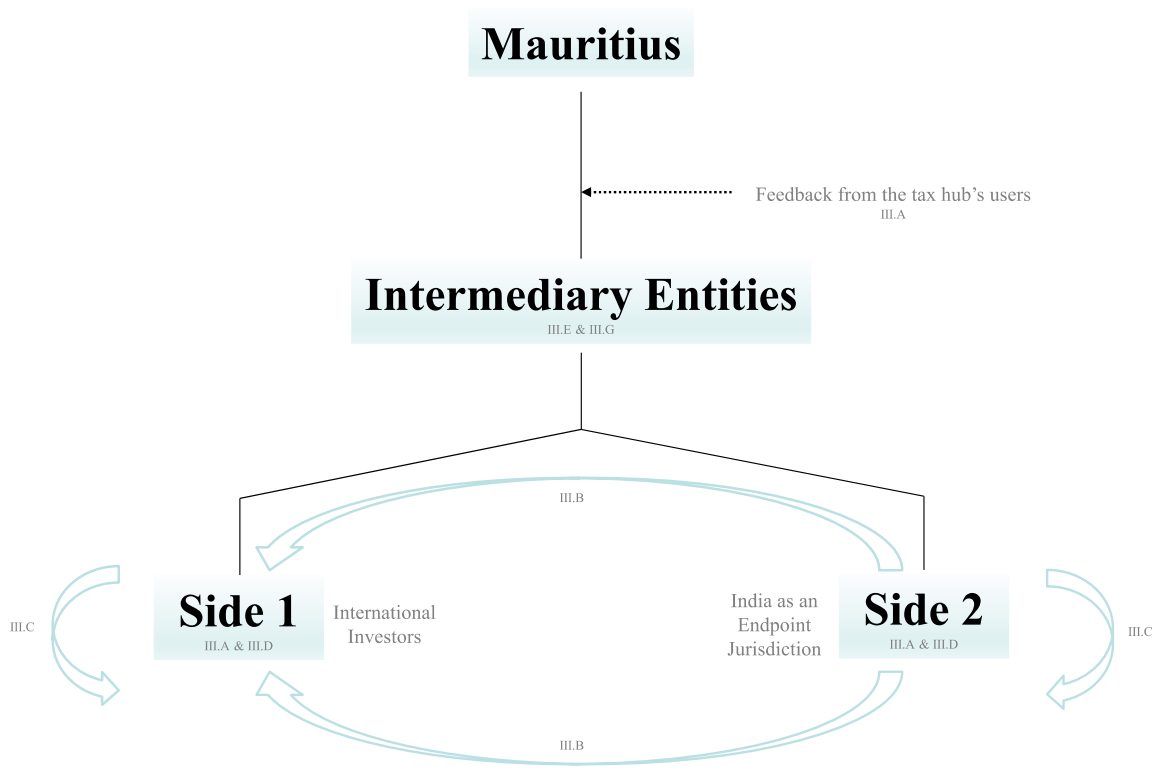 Mauritius
Feedback from the tax hub’s users
III.A
Intermediary Entities
III.E & III.G
III.B
III.C
Side 1
III.A & III.D
International
Investors
India as an
Endpoint
Jurisdiction
Side 2
III.A & III.D
III.C
III.B